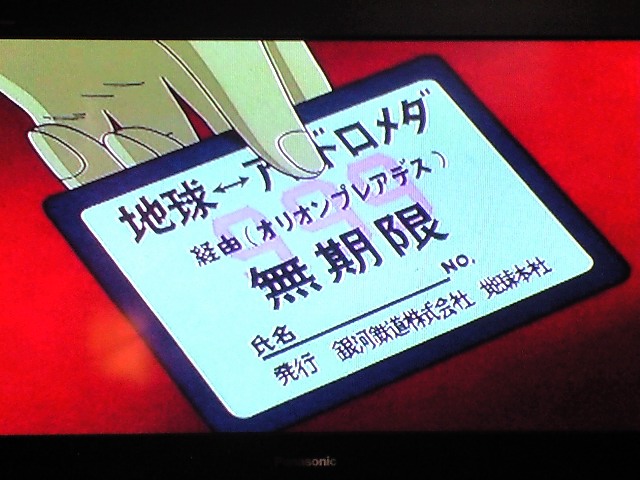 地球↔アンドロメダ
経由(オリオンプレアデス)
無期限
999
氏名 No.
発行 銀河鉄道株式会社 地球本社
Panasonic